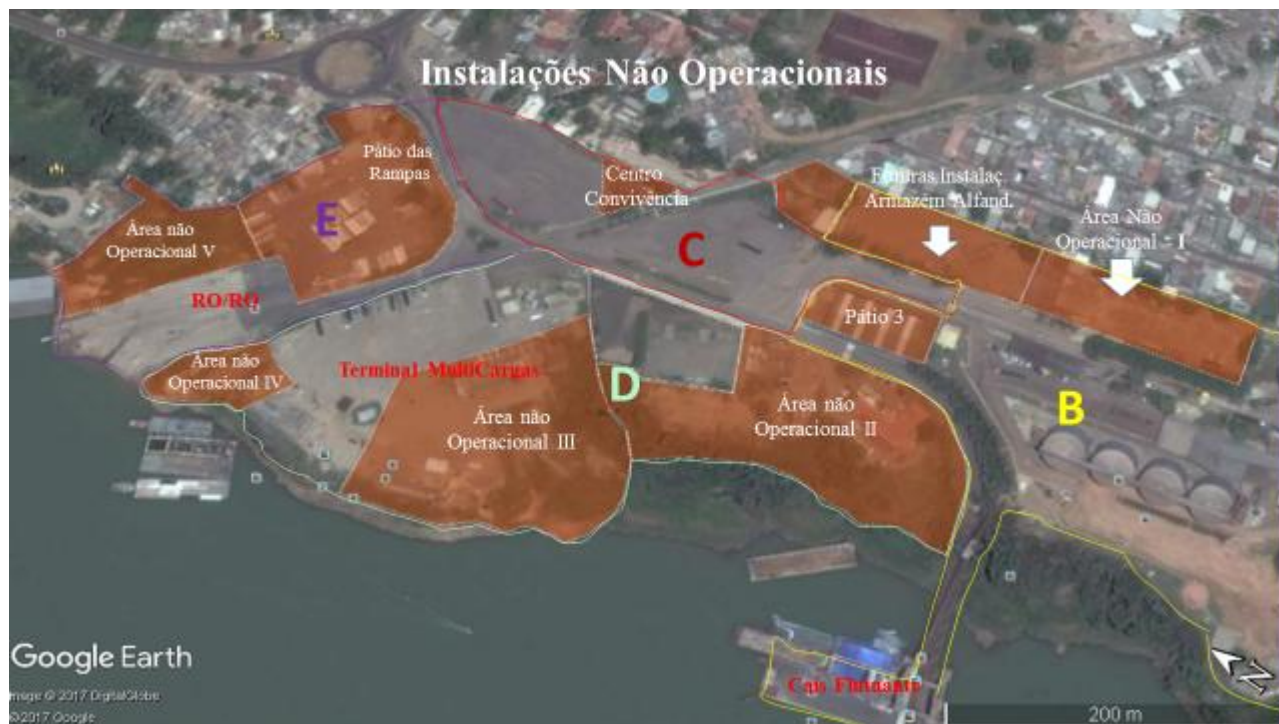 Instalações Não Operacionais
Pátio das
Rampas
Centro
Convivência
Futuras Instalaç.
Armazém Alfand.
Área Não
Operacional - I
Área não
Operacional V
E
C
RO/RO
Pátio 3
Área não
Operacional IV
Terminal MultiCargas
D
B
Área não
Operacional III
Área não
Operacional II
Google Earth
Image © 2017 DigitalGlobe
©2017 Google
Cais Flutuante
N
200 m